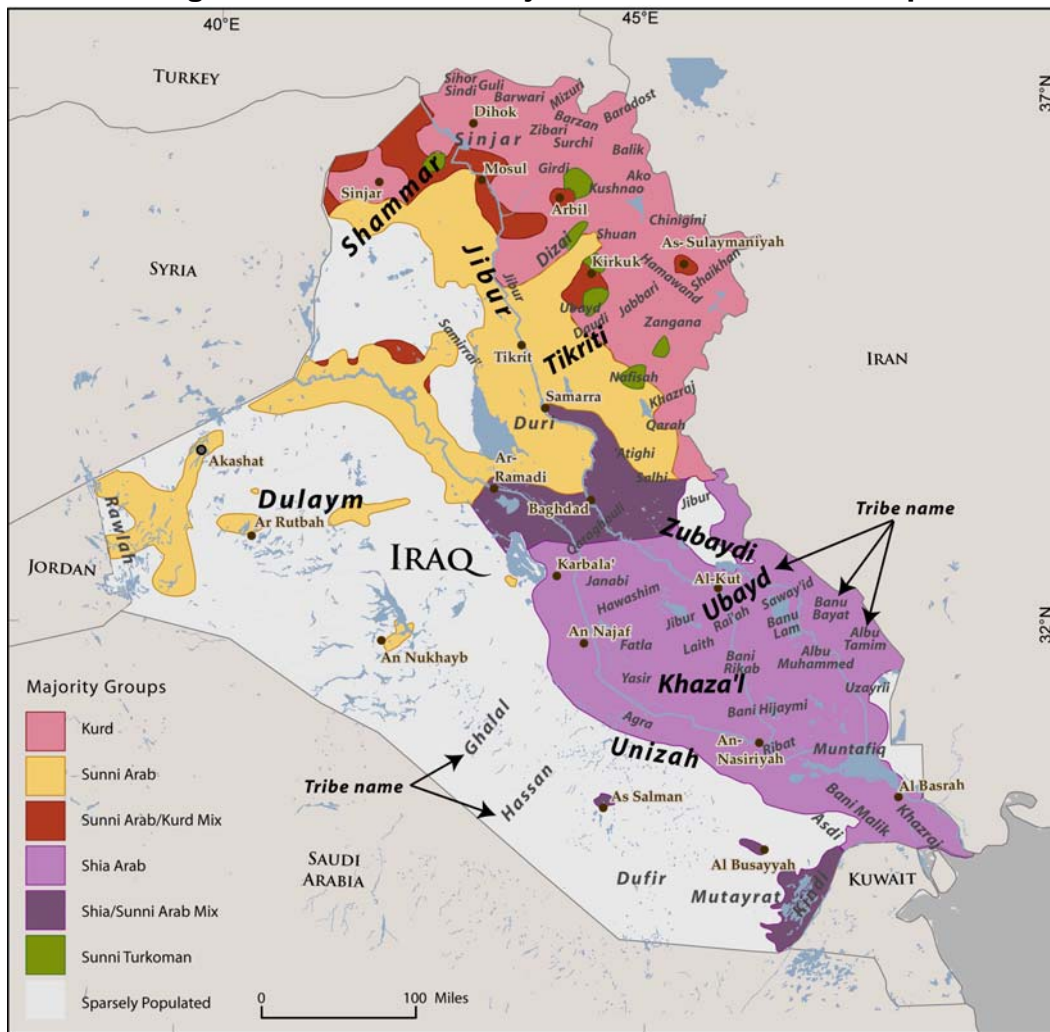 40°E
45°E
TURKEY
37°N
Sihor
Sindi
Guli
Barwari
Mizuri
Baradost
Dihok
Barzan
Zibari
Surchi
Sinjar
Balik
Girdi
Mosul
Ako
Kushnao
Sinjar
Arbil
Shammar
Chinigini
Shuan
As-Sulaymaniyah
Dizai
SYRIA
Jibur
Kirkuk
Hamawand
Shaikhan
Jibur
Jabbari
Ubayd
Daudi
Zangana
Samirrai'i
Tikriti
Tikrit
IRAN
Nafisah
Samarra
Khazraj
Duri
Qarah
'Atighi
Akashat
Ar-
Ramadi
Salhi
Rawlah
Dulaym
Jibur
Baghdad
Tribe name
Ar Rutbah
Qaraghouli
Zubaydi
JORDAN
IRAQ
Karbala'
Janabi
Al-Kut
Ubayd
Saway'id
Hawashim
Banu
Bayat
Jibur
Rai'ah
Banu
Lam
Albu
Tamim
32°N
An Najaf
Fatla
Laith
An Nukhayb
Bani
Rikab
Albu
Muhammed
Yasir
Khaza'l
Uzayrij
Majority Groups
Kurd
Sunni Arab
Sunni Arab/Kurd Mix
Shia Arab
Shia/Sunni Arab Mix
Sunni Turkoman
Sparsely Populated
Agra
Bani Hijaymi
Ghalal
Unizah
An-
Nasiriyah
Ribat
Muntafiq
Tribe name
Hassan
As Salman
Al Basrah
Bani Malik
Khazraj
Asdi
SAUDI
ARABIA
Al Busayyah
KUWAIT
Dufir
Mutayrat
Kindi
0
100 Miles